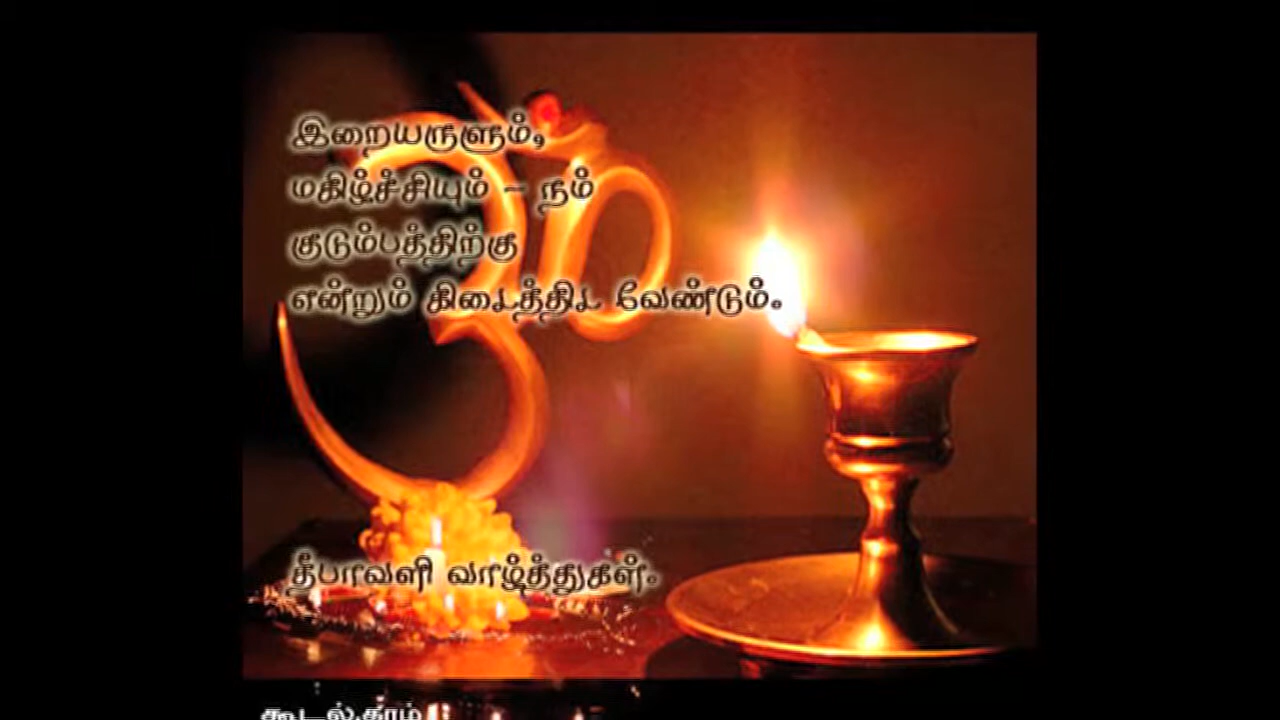 இறையருளும்,
மகிழ்ச்சியும் - நம்
குடும்பத்திற்கு
என்றும் கிடைத்திட வேண்டும்.
தீபாவளி வாழ்த்துகள்.